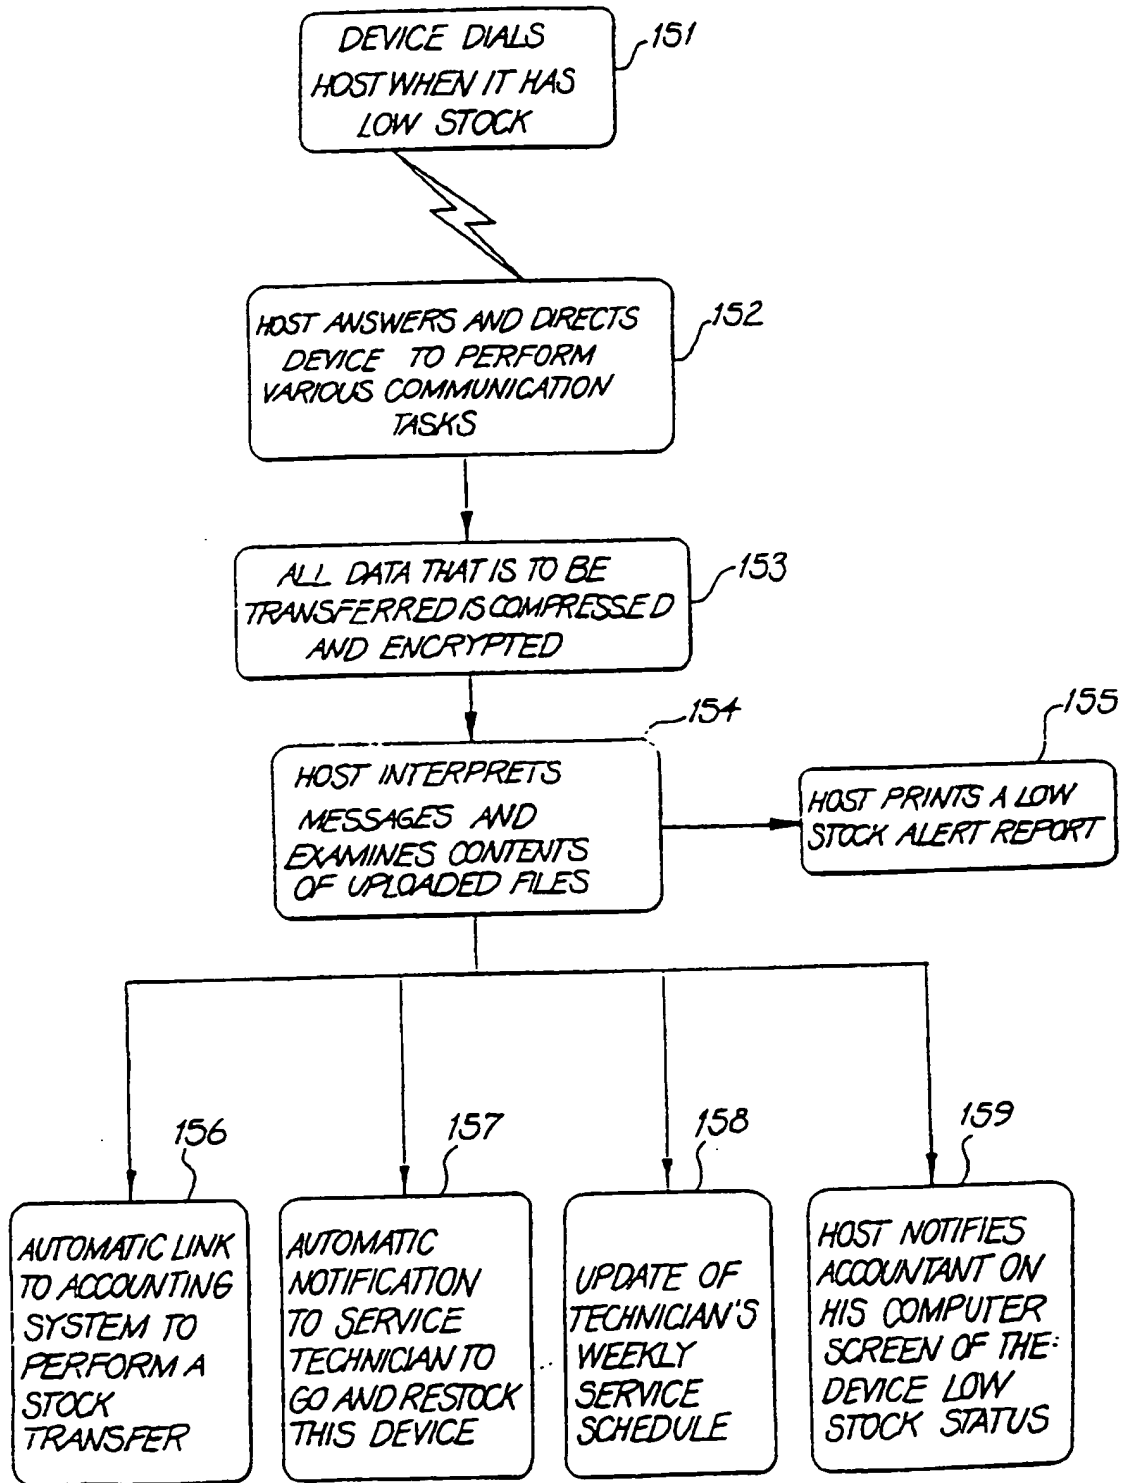 DEVICE DIALS
HOST WHEN IT HAS
LOW STOCK
151
HOST ANSWERS AND DIRECTS
DEVICE TO PERFORM
VARIOUS COMMUNICATION
TASKS
152
ALL DATA THAT IS TO BE
TRANSFERRED IS COMPRESSED
AND ENCRYPTED
153
HOST INTERPRETS
MESSAGES AND
EXAMINES CONTENTS
OF UPLOADED FILES
154
HOST PRINTS A LOW
STOCK ALERT REPORT
155
AUTOMATIC LINK
TO ACCOUNTING
SYSTEM TO
PERFORM A
STOCK
TRANSFER
156
AUTOMATIC
NOTIFICATION
TO SERVICE
TECHNICIAN TO
GO AND RESTOCK
THIS DEVICE
157
UPDATE OF
TECHNICIAN'S
WEEKLY
SERVICE
SCHEDULE
158
HOST NOTIFIES
ACCOUNTANT ON
HIS COMPUTER
SCREEN OF THE
DEVICE LOW
STOCK STATUS
159